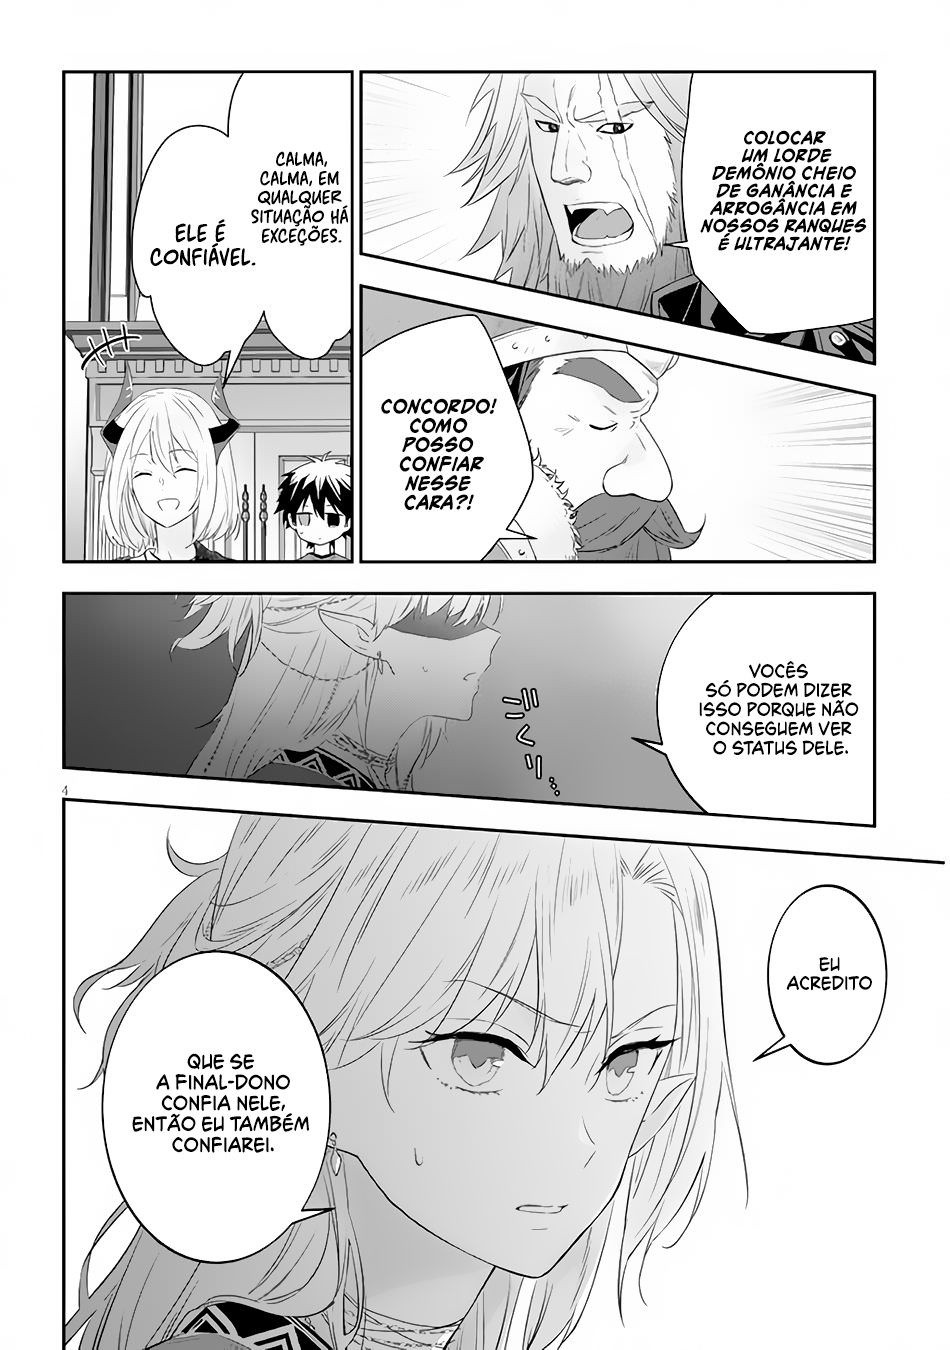 COLOCAR
UM LORDE
DEMÔNIO CHEIO
DE GANÂNCIA E
ARROGÂNCIA EM
NOSSOS RANQUES
É ULTRAJANTE!
CONCORDO!
COMO
POSSO
CONFIAR
NESSE
CARA?!
CALMA,
CALMA, EM
QUALQUER
SITUAÇÃO HÁ
EXCEÇÕES.
ELE É
CONFIÁVEL.
VOCÊS
SÓ PODEM DIZER
ISSO PORQUE NÃO
CONSEGUEM VER
O STATUS DELE.
4
EU
ACREDITO
QUE SE
A FINAL-DONO
CONFIA NELE,
ENTÃO EU TAMBÉM
CONFIAREI.